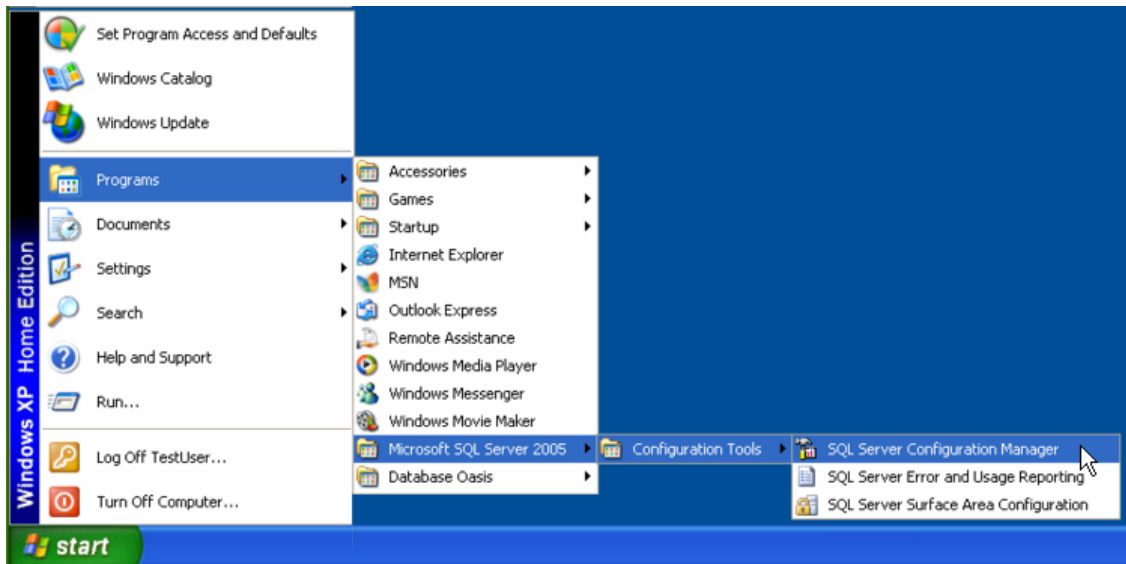 Set Program Access and Defaults
Windows Catalog
Windows Update
Programs
Documents
Settings
Search
Help and Support
Run...
Log Off TestUser...
Turn Off Computer...
Windows XP Home Edition
start
Accessories
Games
Startup
Internet Explorer
MSN
Outlook Express
Remote Assistance
Windows Media Player
Windows Messenger
Windows Movie Maker
Microsoft SQL Server 2005
Database Oasis
Configuration Tools
SQL Server Configuration Manager
SQL Server Error and Usage Reporting
SQL Server Surface Area Configuration